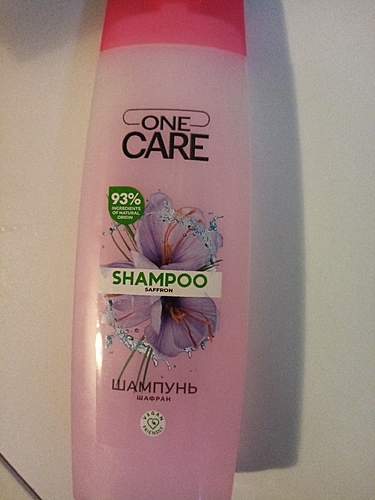 ONE
CARE
93%
INGREDIENTS
OF NATURAL
ORIGIN
SHAMPOO
SAFFRON
ШАМПУНЬ
ШАФРАН
VEGAN
FRIENDLY